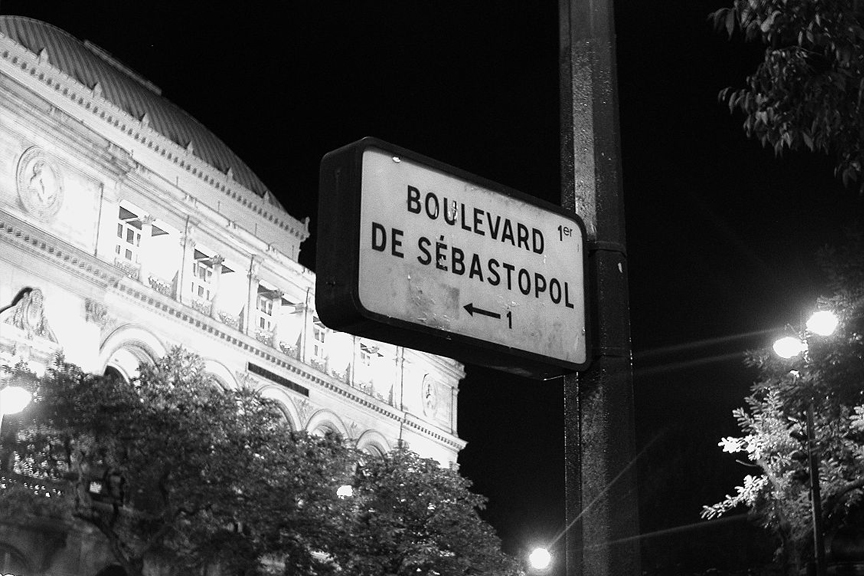 BOULEVARD 1er
DE SÉBASTOPOL
← 1